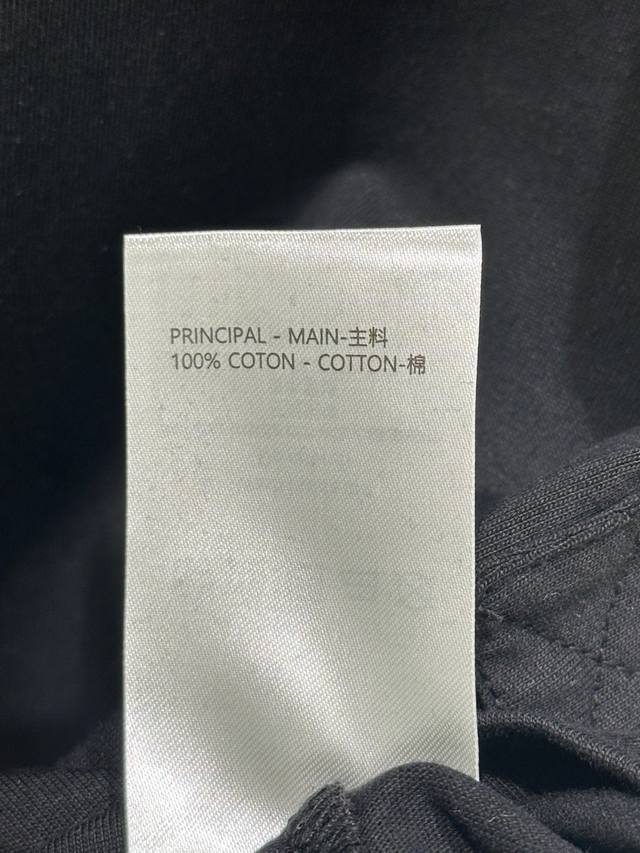 PRINCIPAL - MAIN-主料
100% COTON - COTTON-棉